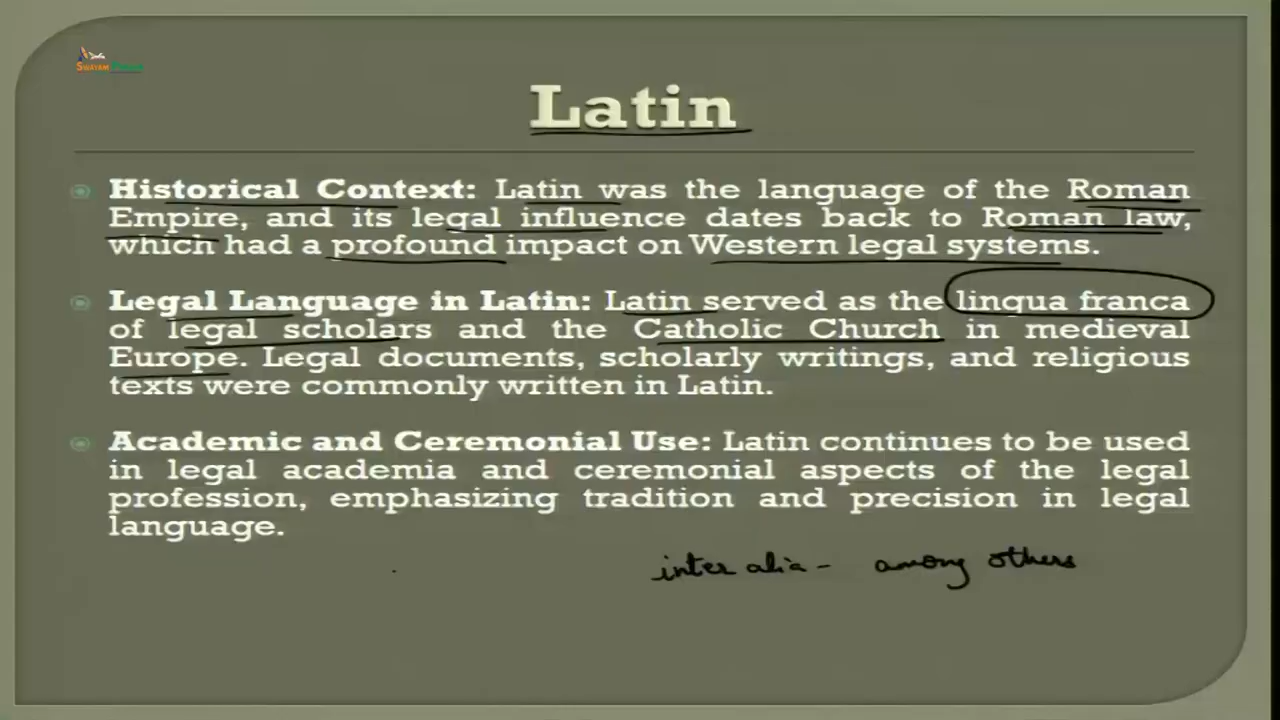 Latin
Historical Context: Latin was the language of the Roman
Empire, and its legal influence dates back to Roman law,
which had a profound impact on Western legal systems.
Legal Language in Latin: Latin served as the lingua franca
of legal scholars and the Catholic Church in medieval
Europe. Legal documents, scholarly writings, and religious
texts were commonly written in Latin.
Academic and Ceremonial Use: Latin continues to be used
in legal academia and ceremonial aspects of the legal
profession, emphasizing tradition and precision in legal
language.
inter alia - among others